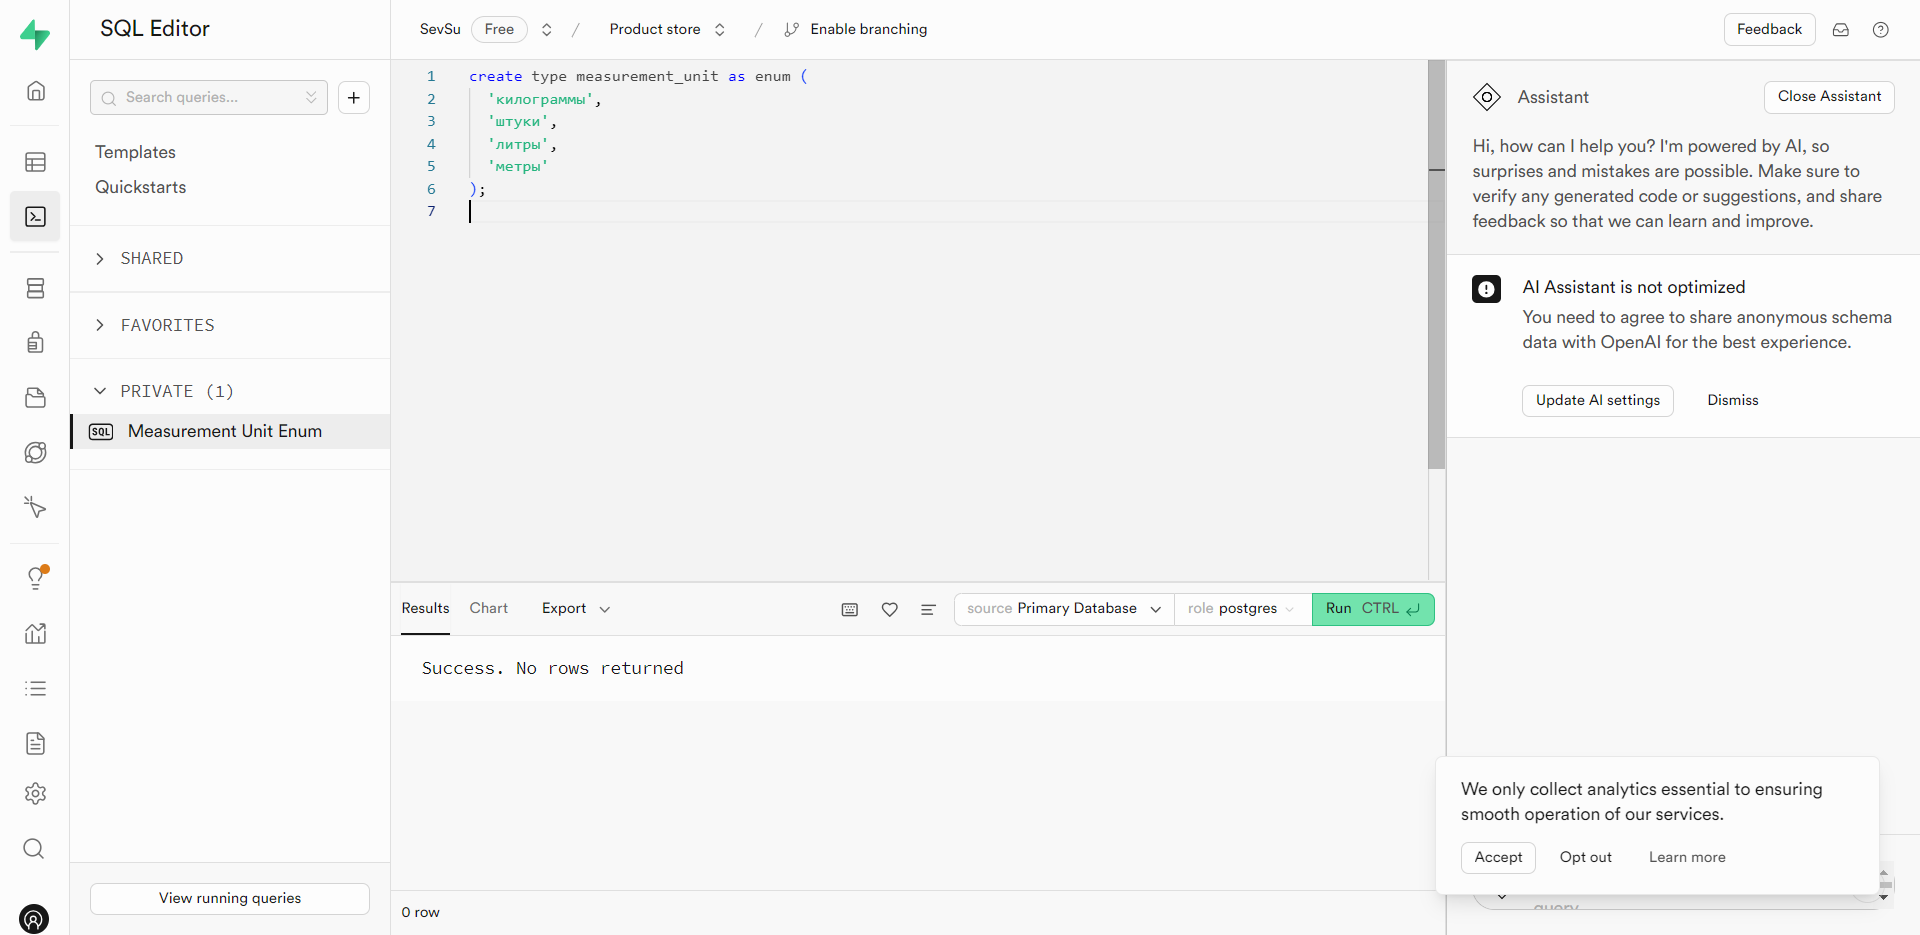 SQL Editor
SevSu
Free
/
Product store
/
Enable branching
Feedback
Search queries...
Templates
Quickstarts
SHARED
FAVORITES
PRIVATE (1)
SQL
Measurement Unit Enum
View running queries
1 create type measurement_unit as enum (
2 'килограммы',
3 'штуки',
4 'литры',
5 'метры'
6 );
7
Results
Chart
Export
source Primary Database
role postgres
Run CTRL
Success. No rows returned
0 row
Assistant
Close Assistant
Hi, how can I help you? I'm powered by AI, so
surprises and mistakes are possible. Make sure to
verify any generated code or suggestions, and share
feedback so that we can learn and improve.
AI Assistant is not optimized
You need to agree to share anonymous schema
data with OpenAI for the best experience.
Update AI settings
Dismiss
We only collect analytics essential to ensuring
smooth operation of our services.
Accept
Opt out
Learn more
query